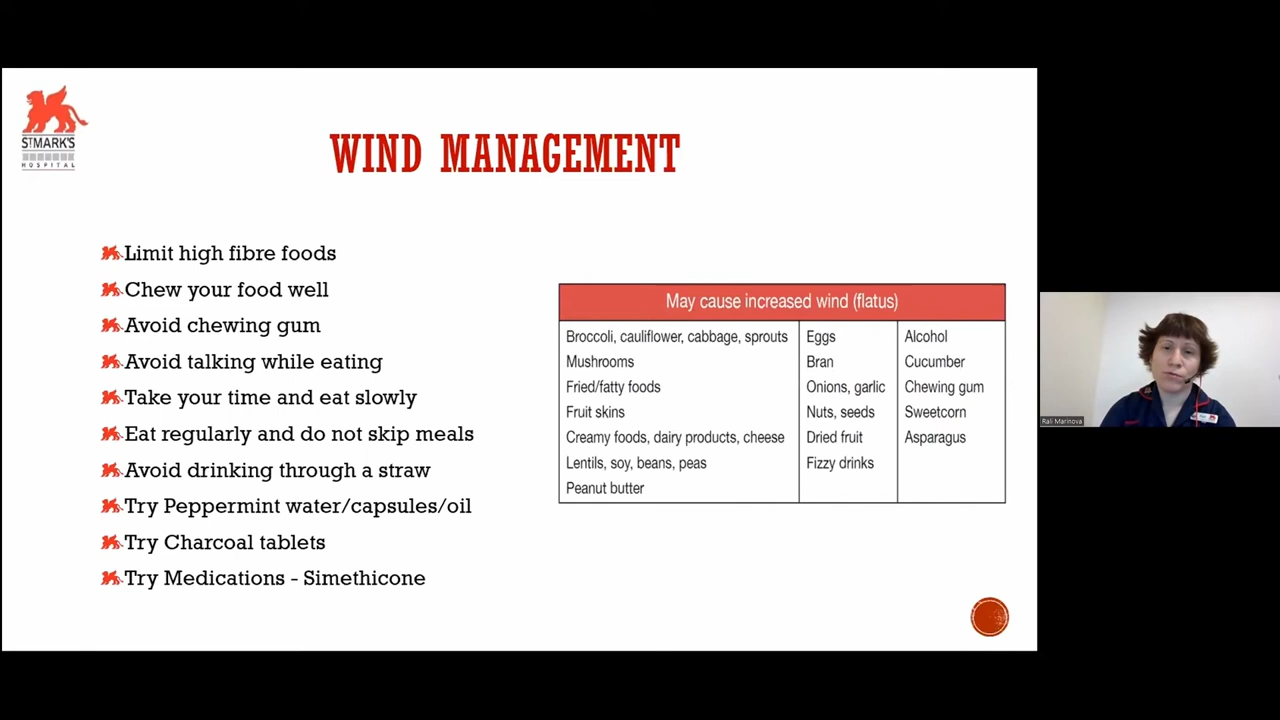 ST MARK'S
HOSPITAL
WIND MANAGEMENT
Limit high fibre foods
Chew your food well
Avoid chewing gum
Avoid talking while eating
Take your time and eat slowly
Eat regularly and do not skip meals
Avoid drinking through a straw
Try Peppermint water/capsules/oil
Try Charcoal tablets
Try Medications - Simethicone
May cause increased wind (flatus)
Broccoli, cauliflower, cabbage, sprouts
Mushrooms
Fried/fatty foods
Fruit skins
Creamy foods, dairy products, cheese
Lentils, soy, beans, peas
Peanut butter
Eggs
Bran
Onions, garlic
Nuts, seeds
Dried fruit
Fizzy drinks
Alcohol
Cucumber
Chewing gum
Sweetcorn
Asparagus
Rali Marinova